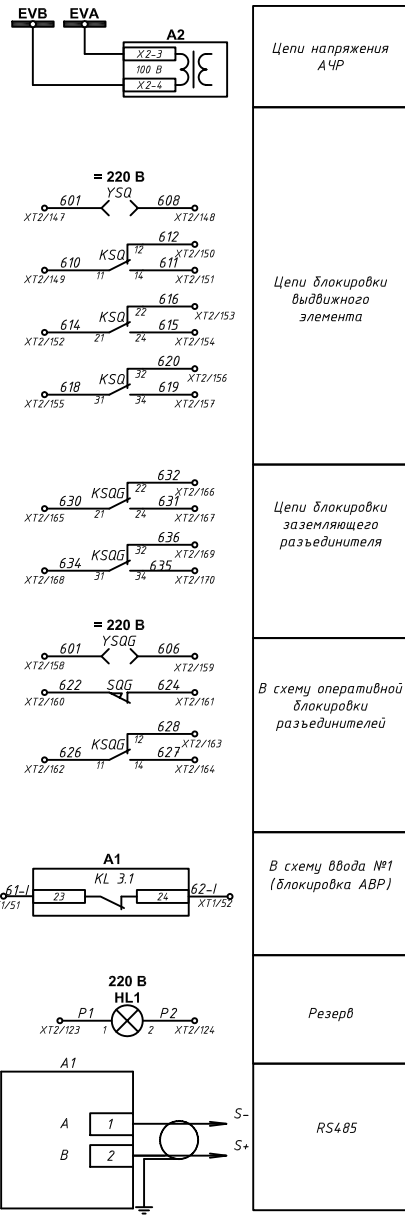 EVB EVA
A2
X2-3
100 В
X2-4
Цепи напряжения
АЧР
= 220 В
YSQ
601 608
XT2/147 XT2/148
612
KSQ 12 XT2/150
610 611
XT2/149 11 14 XT2/151
616
KSQ 22 XT2/153
614 615
XT2/152 21 24 XT2/154
620
KSQ 32 XT2/156
618 619
XT2/155 31 34 XT2/157
Цепи блокировки
выдвижного
элемента
632
KSQG 22 XT2/166
630 631
XT2/165 21 24 XT2/167
636
KSQG 32 XT2/169
634 635
XT2/168 31 34 XT2/170
Цепи блокировки
заземляющего
разъединителя
= 220 В
YSQG
601 606
XT2/158 XT2/159
622 SQG 624
XT2/160 XT2/161
628
KSQG 12 XT2/163
626 627
XT2/162 11 14 XT2/164
В схему оперативной
блокировки
разъединителей
A1
KL 3.1
61-I 23 24 62-I
1/51 XT1/52
В схему ввода №1
(блокировка АВР)
220 В
HL1
P1 P2
XT2/123 1 2 XT2/124
Резерв
A1
A 1 S-
B 2 S+
RS485